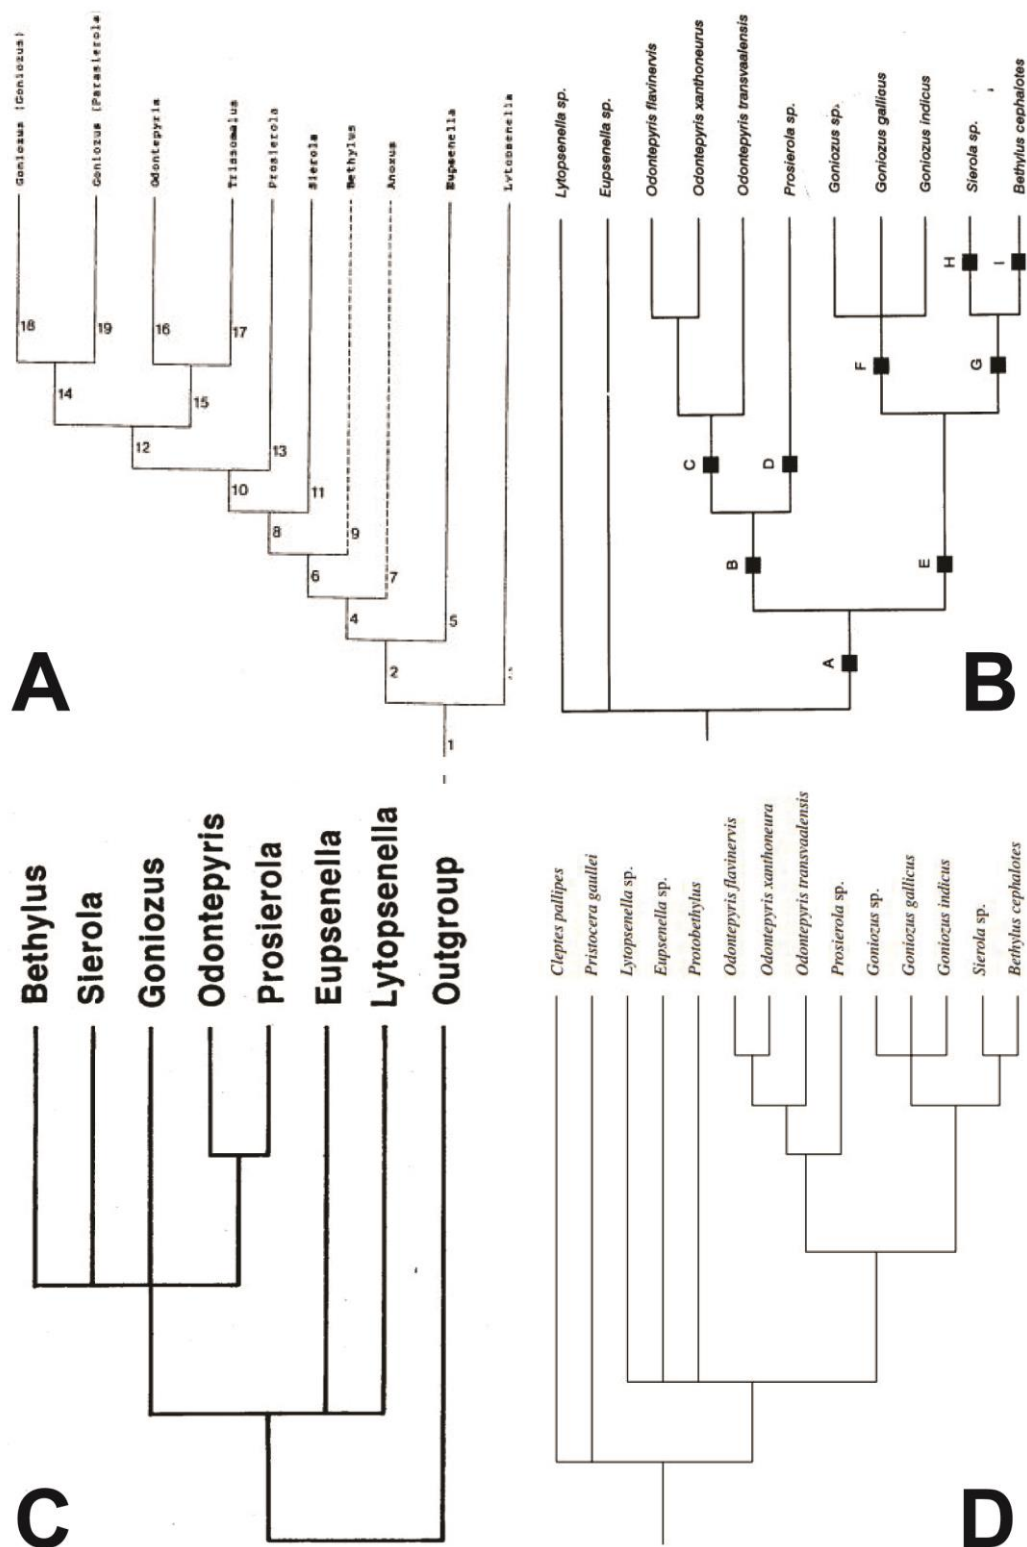 Goniozus (Goniozus)
Goniozus (Parasierola)
Odontepyris
Trissomalus
Prosierola
Sierola
Bethylus
Anoxus
Eupsenella
Lytopsenella
18
19
16
17
14
15
12
13
10
11
8
9
6
7
4
5
2
1
A
Lytopsenella sp.
Eupsenella sp.
Odontepyris flavinervis
Odontepyris xanthoneurus
Odontepyris transvaalensis
Prosierola sp.
Goniozus sp.
Goniozus gallicus
Goniozus indicus
Sierola sp.
Bethylus cephalotes
H
I
F
G
C
D
B
E
A
B
Bethylus
Sierola
Goniozus
Odontepyris
Prosierola
Eupsenella
Lytopsenella
Outgroup
C
Cleptes pallipes
Pristocera gaullei
Lytopsenella sp.
Eupsenella sp.
Protobethylus
Odontepyris flavinervis
Odontepyris xanthoneura
Odontepyris transvaalensis
Prosierola sp.
Goniozus sp.
Goniozus gallicus
Goniozus indicus
Sierola sp.
Bethylus cephalotes
D